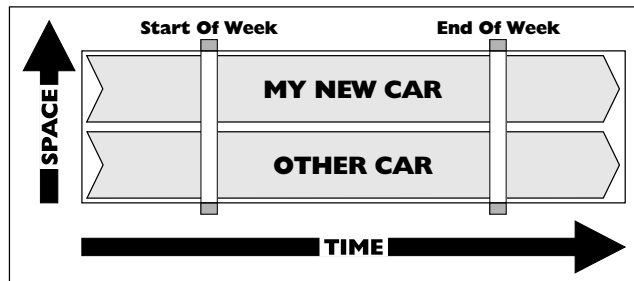 Start Of Week End Of Week
SPACE
MY NEW CAR
OTHER CAR
TIME